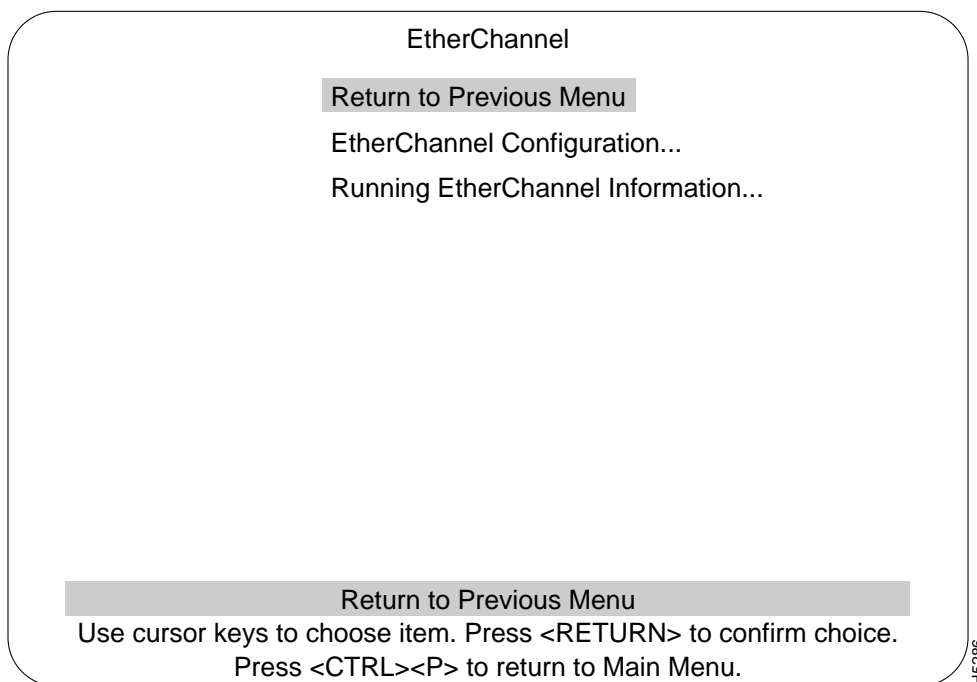 EtherChannel
Return to Previous Menu
EtherChannel Configuration...
Running EtherChannel Information...
Return to Previous Menu
Use cursor keys to choose item. Press <RETURN> to confirm choice.
Press <CTRL><P> to return to Main Menu.